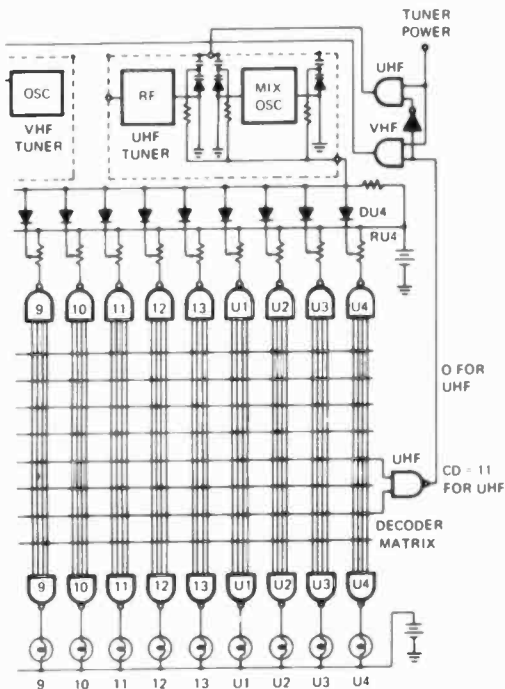 TUNER
POWER
UHF
VHF
OSC
VHF
TUNER
RF
UHF
TUNER
MIX
OSC
DU4
RU4
9 10 11 12 13 U1 U2 U3 U4
O FOR
UHF
UHF
CD = 11
FOR UHF
DECODER
MATRIX
9 10 11 12 13 U1 U2 U3 U4
9 10 11 12 13 U1 U2 U3 U4